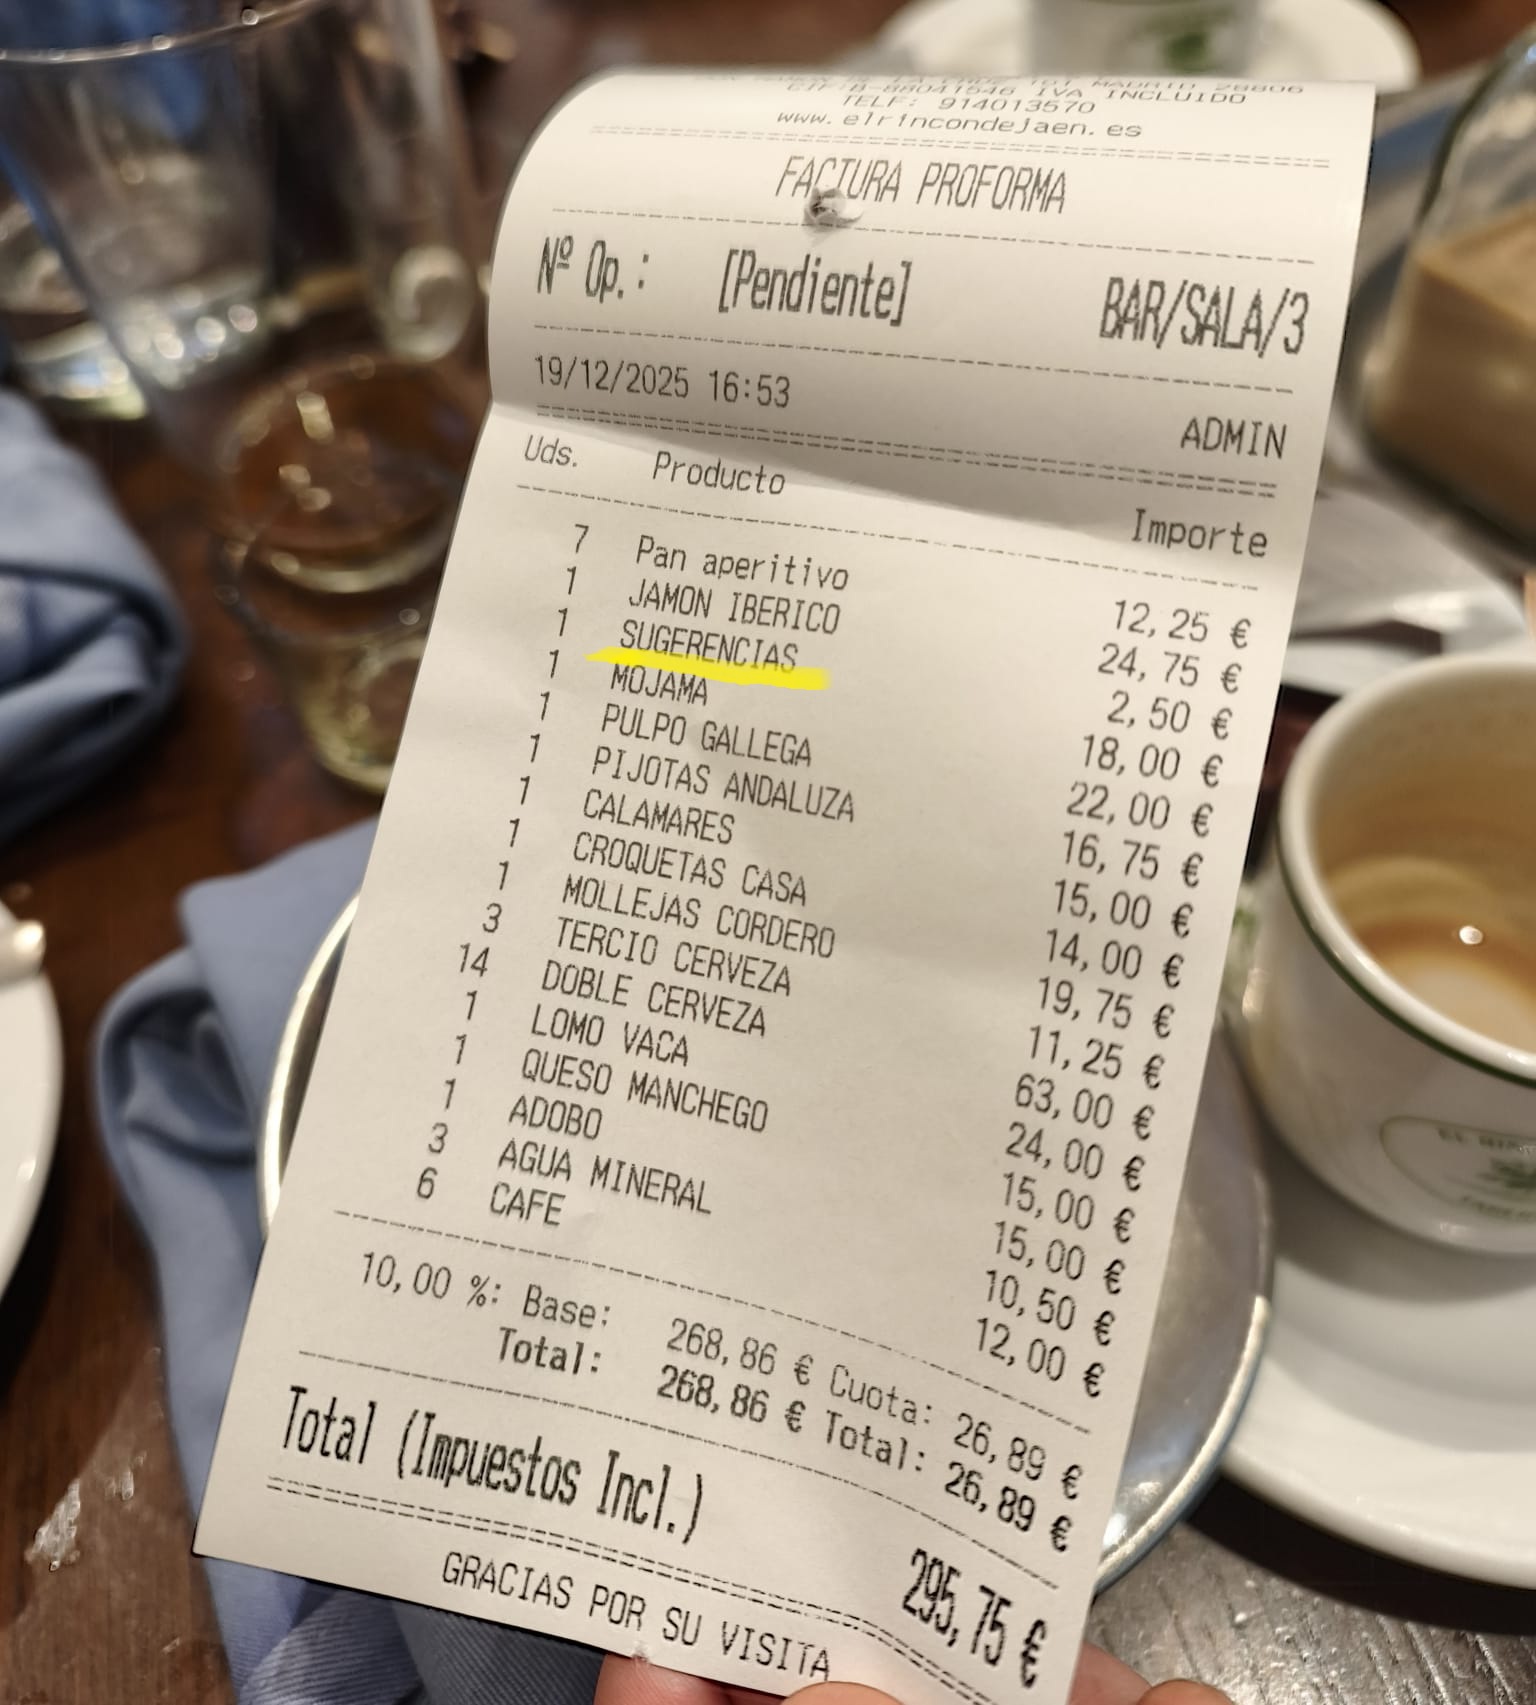 MADRID 28806
CIF:B-88041546 IVA INCLUIDO
TELF: 914013570
www.elrincondejaen.es
FACTURA PROFORMA
Nº Op.: [Pendiente] BAR/SALA/3
19/12/2025 16:53 ADMIN
Uds. Producto Importe
7 Pan aperitivo 12,25 €
1 JAMON IBERICO 24,75 €
1 SUGERENCIAS 2,50 €
1 MOJAMA 18,00 €
1 PULPO GALLEGA 22,00 €
1 PIJOTAS ANDALUZA 16,75 €
1 CALAMARES 15,00 €
1 CROQUETAS CASA 14,00 €
1 MOLLEJAS CORDERO 19,75 €
3 TERCIO CERVEZA 11,25 €
14 DOBLE CERVEZA 63,00 €
1 LOMO VACA 24,00 €
1 QUESO MANCHEGO 15,00 €
1 ADOBO 15,00 €
3 AGUA MINERAL 10,50 €
6 CAFE 12,00 €
10,00 %: Base: 268,86 € Cuota: 26,89 €
Total: 268,86 € Total: 26,89 €
Total (Impuestos Incl.) 295,75 €
GRACIAS POR SU VISITA